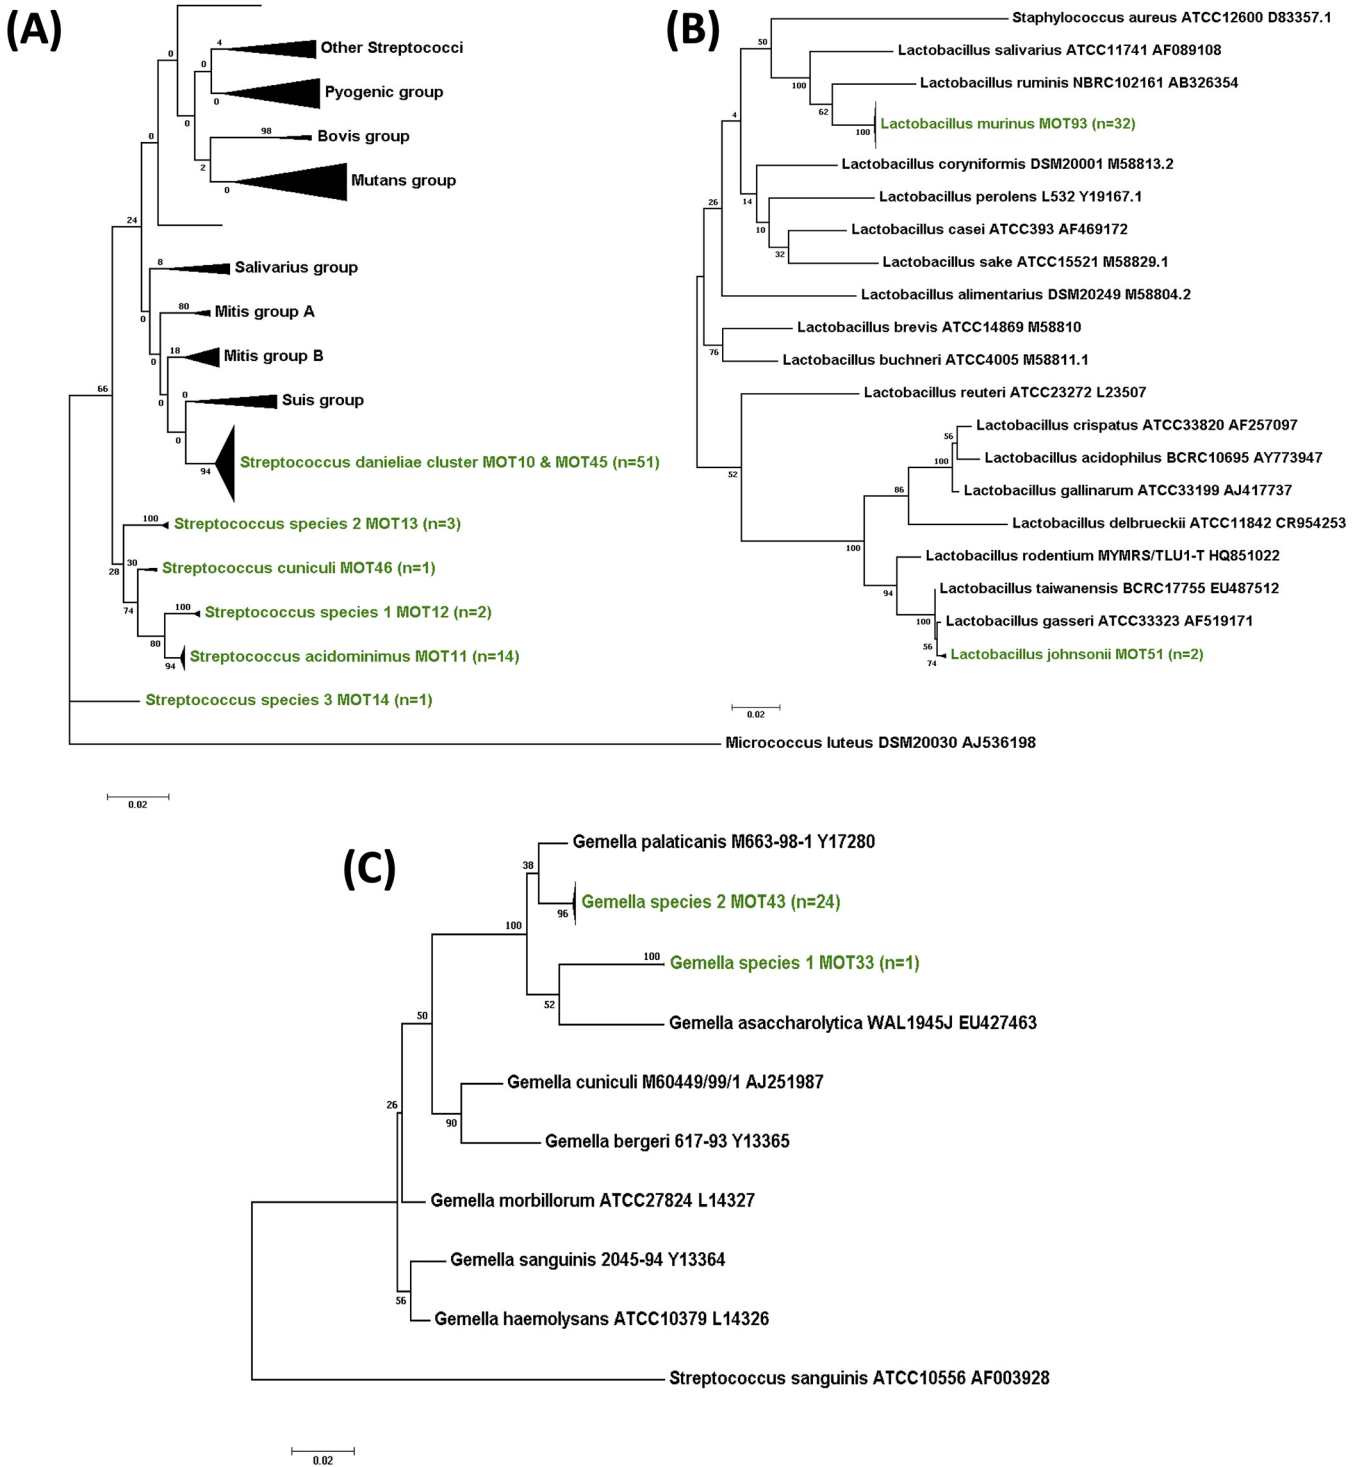 (A)
0
4
Other Streptococci
0
0
Pyogenic group
0
98
Bovis group
0
2
0
Mutans group
24
8
Salivarius group
0
80
Mitis group A
0
18
Mitis group B
66
0
0
Suis group
0
94
Streptococcus danieliae cluster MOT10 & MOT45 (n=51)
100
Streptococcus species 2 MOT13 (n=3)
28
30
Streptococcus cuniculi MOT46 (n=1)
74
100
Streptococcus species 1 MOT12 (n=2)
80
94
Streptococcus acidominimus MOT11 (n=14)
Streptococcus species 3 MOT14 (n=1)
Micrococcus luteus DSM20030 AJ536198
0.02
(B)
Staphylococcus aureus ATCC12600 D83357.1
50
Lactobacillus salivarius ATCC11741 AF089108
100
Lactobacillus ruminis NBRC102161 AB326354
62
4
100
Lactobacillus murinus MOT93 (n=32)
Lactobacillus coryniformis DSM20001 M58813.2
14
Lactobacillus perolens L532 Y19167.1
26
10
Lactobacillus casei ATCC393 AF469172
32
Lactobacillus sake ATCC15521 M58829.1
Lactobacillus alimentarius DSM20249 M58804.2
Lactobacillus brevis ATCC14869 M58810
76
Lactobacillus buchneri ATCC4005 M58811.1
Lactobacillus reuteri ATCC23272 L23507
52
Lactobacillus crispatus ATCC33820 AF257097
56
100
Lactobacillus acidophilus BCRC10695 AY773947
86
Lactobacillus gallinarum ATCC33199 AJ417737
Lactobacillus delbrueckii ATCC11842 CR954253
100
Lactobacillus rodentium MYMRS/TLU1-T HQ851022
94
Lactobacillus taiwanensis BCRC17755 EU487512
100
Lactobacillus gasseri ATCC33323 AF519171
56
74
Lactobacillus johnsonii MOT51 (n=2)
0.02
(C)
Gemella palaticanis M663-98-1 Y17280
38
96
Gemella species 2 MOT43 (n=24)
100
100
Gemella species 1 MOT33 (n=1)
52
Gemella asaccharolytica WAL1945J EU427463
50
Gemella cuniculi M60449/99/1 AJ251987
90
Gemella bergeri 617-93 Y13365
26
Gemella morbillorum ATCC27824 L14327
Gemella sanguinis 2045-94 Y13364
56
Gemella haemolysans ATCC10379 L14326
Streptococcus sanguinis ATCC10556 AF003928
0.02